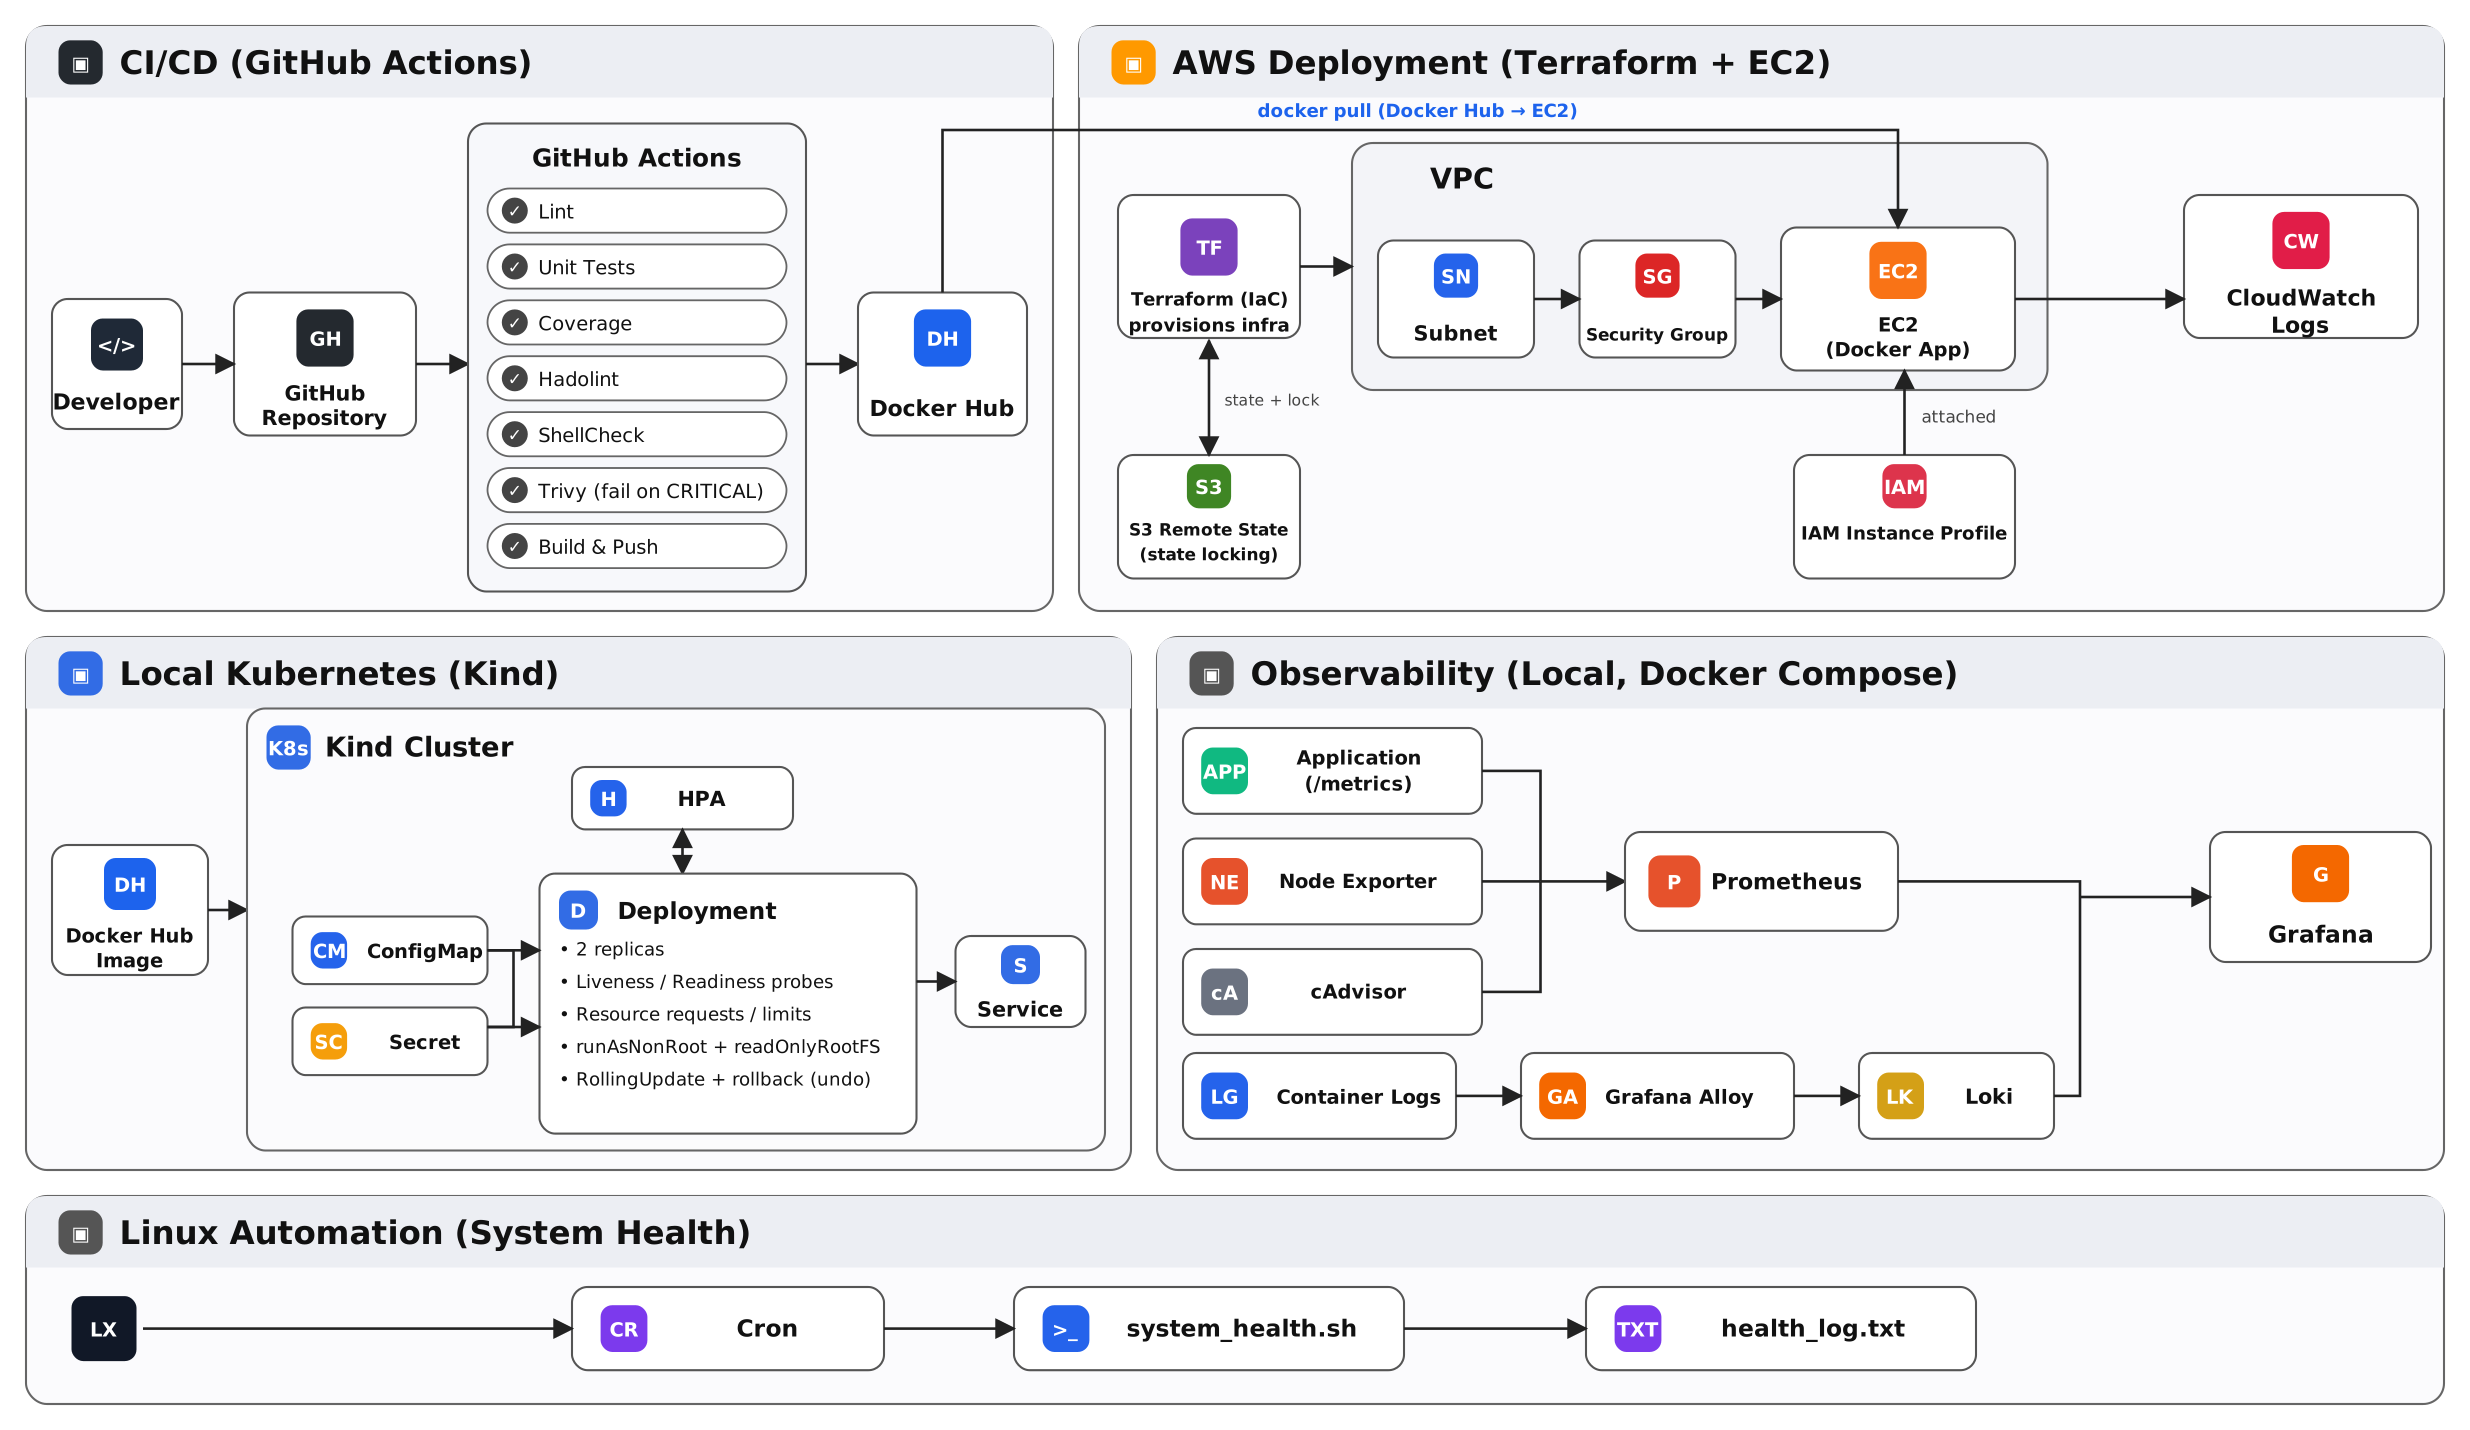 CI/CD (GitHub Actions)
</>
Developer
GH
GitHub
Repository
GitHub Actions
✓ Lint
✓ Unit Tests
✓ Coverage
✓ Hadolint
✓ ShellCheck
✓ Trivy (fail on CRITICAL)
✓ Build & Push
DH
Docker Hub
AWS Deployment (Terraform + EC2)
docker pull (Docker Hub → EC2)
TF
Terraform (IaC)
provisions infra
state + lock
S3
S3 Remote State
(state locking)
VPC
SN
Subnet
SG
Security Group
EC2
EC2
(Docker App)
attached
IAM
IAM Instance Profile
CW
CloudWatch
Logs
Local Kubernetes (Kind)
DH
Docker Hub
Image
K8s Kind Cluster
H HPA
CM ConfigMap
SC Secret
D Deployment
• 2 replicas
• Liveness / Readiness probes
• Resource requests / limits
• runAsNonRoot + readOnlyRootFS
• RollingUpdate + rollback (undo)
S
Service
Observability (Local, Docker Compose)
APP
Application
(/metrics)
NE Node Exporter
cA cAdvisor
P Prometheus
G
Grafana
LG Container Logs
GA Grafana Alloy
LK Loki
Linux Automation (System Health)
LX
CR Cron
>_ system_health.sh
TXT health_log.txt